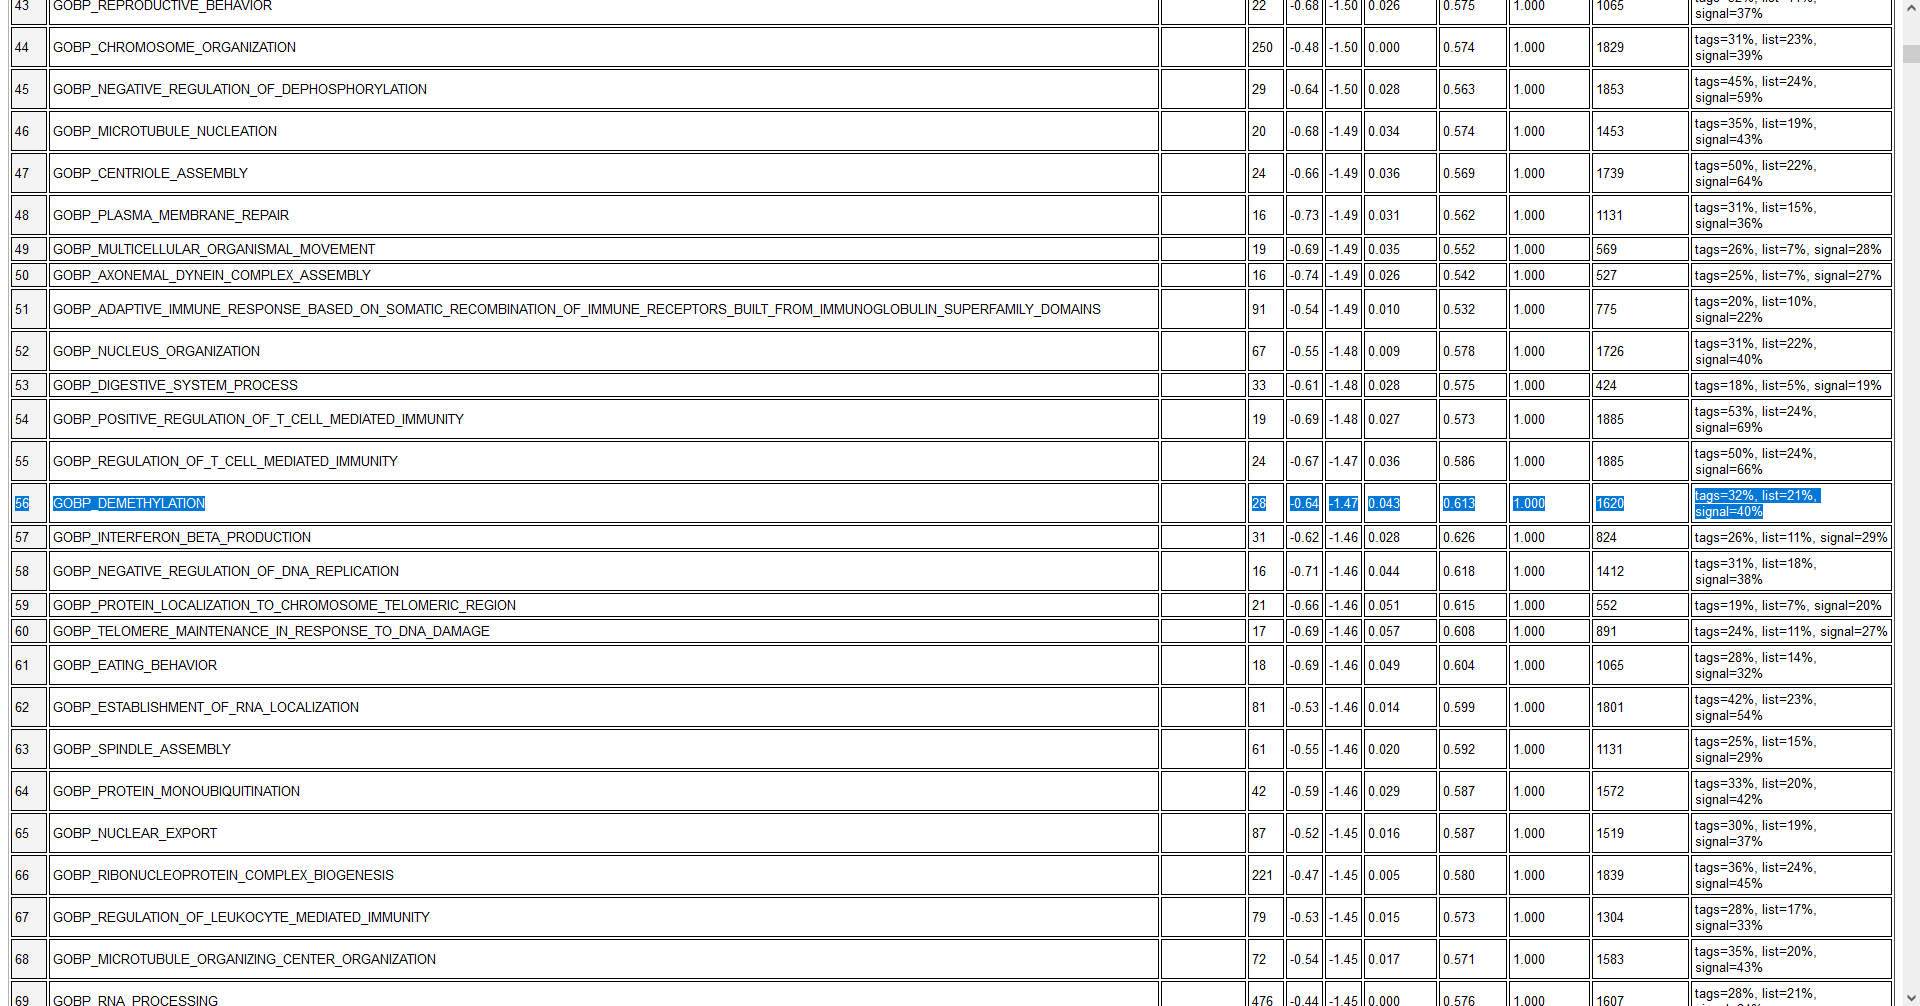 43 GOBP_REPRODUCTIVE_BEHAVIOR 22 -0.68 -1.50 0.026 0.575 1.000 1065
signal=37%
44 GOBP_CHROMOSOME_ORGANIZATION 250 -0.48 -1.50 0.000 0.574 1.000 1829 tags=31%, list=23%,
signal=39%
45 GOBP_NEGATIVE_REGULATION_OF_DEPHOSPHORYLATION 29 -0.64 -1.50 0.028 0.563 1.000 1853 tags=45%, list=24%,
signal=59%
46 GOBP_MICROTUBULE_NUCLEATION 20 -0.68 -1.49 0.034 0.574 1.000 1453 tags=35%, list=19%,
signal=43%
47 GOBP_CENTRIOLE_ASSEMBLY 24 -0.66 -1.49 0.036 0.569 1.000 1739 tags=50%, list=22%,
signal=64%
48 GOBP_PLASMA_MEMBRANE_REPAIR 16 -0.73 -1.49 0.031 0.562 1.000 1131 tags=31%, list=15%,
signal=36%
49 GOBP_MULTICELLULAR_ORGANISMAL_MOVEMENT 19 -0.69 -1.49 0.035 0.552 1.000 569 tags=26%, list=7%, signal=28%
50 GOBP_AXONEMAL_DYNEIN_COMPLEX_ASSEMBLY 16 -0.74 -1.49 0.026 0.542 1.000 527 tags=25%, list=7%, signal=27%
51 GOBP_ADAPTIVE_IMMUNE_RESPONSE_BASED_ON_SOMATIC_RECOMBINATION_OF_IMMUNE_RECEPTORS_BUILT_FROM_IMMUNOGLOBULIN_SUPERFAMILY_DOMAINS 91 -0.54 -1.49 0.010 0.532 1.000 775 tags=20%, list=10%,
signal=22%
52 GOBP_NUCLEUS_ORGANIZATION 67 -0.55 -1.48 0.009 0.578 1.000 1726 tags=31%, list=22%,
signal=40%
53 GOBP_DIGESTIVE_SYSTEM_PROCESS 33 -0.61 -1.48 0.028 0.575 1.000 424 tags=18%, list=5%, signal=19%
54 GOBP_POSITIVE_REGULATION_OF_T_CELL_MEDIATED_IMMUNITY 19 -0.69 -1.48 0.027 0.573 1.000 1885 tags=53%, list=24%,
signal=69%
55 GOBP_REGULATION_OF_T_CELL_MEDIATED_IMMUNITY 24 -0.67 -1.47 0.036 0.586 1.000 1885 tags=50%, list=24%,
signal=66%
56 GOBP_DEMETHYLATION 28 -0.64 -1.47 0.043 0.613 1.000 1620 tags=32%, list=21%,
signal=40%
57 GOBP_INTERFERON_BETA_PRODUCTION 31 -0.62 -1.46 0.028 0.626 1.000 824 tags=26%, list=11%, signal=29%
58 GOBP_NEGATIVE_REGULATION_OF_DNA_REPLICATION 16 -0.71 -1.46 0.044 0.618 1.000 1412 tags=31%, list=18%,
signal=38%
59 GOBP_PROTEIN_LOCALIZATION_TO_CHROMOSOME_TELOMERIC_REGION 21 -0.66 -1.46 0.051 0.615 1.000 552 tags=19%, list=7%, signal=20%
60 GOBP_TELOMERE_MAINTENANCE_IN_RESPONSE_TO_DNA_DAMAGE 17 -0.69 -1.46 0.057 0.608 1.000 891 tags=24%, list=11%, signal=27%
61 GOBP_EATING_BEHAVIOR 18 -0.69 -1.46 0.049 0.604 1.000 1065 tags=28%, list=14%,
signal=32%
62 GOBP_ESTABLISHMENT_OF_RNA_LOCALIZATION 81 -0.53 -1.46 0.014 0.599 1.000 1801 tags=42%, list=23%,
signal=54%
63 GOBP_SPINDLE_ASSEMBLY 61 -0.55 -1.46 0.020 0.592 1.000 1131 tags=25%, list=15%,
signal=29%
64 GOBP_PROTEIN_MONOUBIQUITINATION 42 -0.59 -1.46 0.029 0.587 1.000 1572 tags=33%, list=20%,
signal=42%
65 GOBP_NUCLEAR_EXPORT 87 -0.52 -1.45 0.016 0.587 1.000 1519 tags=30%, list=19%,
signal=37%
66 GOBP_RIBONUCLEOPROTEIN_COMPLEX_BIOGENESIS 221 -0.47 -1.45 0.005 0.580 1.000 1839 tags=36%, list=24%,
signal=45%
67 GOBP_REGULATION_OF_LEUKOCYTE_MEDIATED_IMMUNITY 79 -0.53 -1.45 0.015 0.573 1.000 1304 tags=28%, list=17%,
signal=33%
68 GOBP_MICROTUBULE_ORGANIZING_CENTER_ORGANIZATION 72 -0.54 -1.45 0.017 0.571 1.000 1583 tags=35%, list=20%,
signal=43%
69 GOBP_RNA_PROCESSING 476 -0.44 -1.45 0.000 0.576 1.000 1607 tags=28%, list=21%,